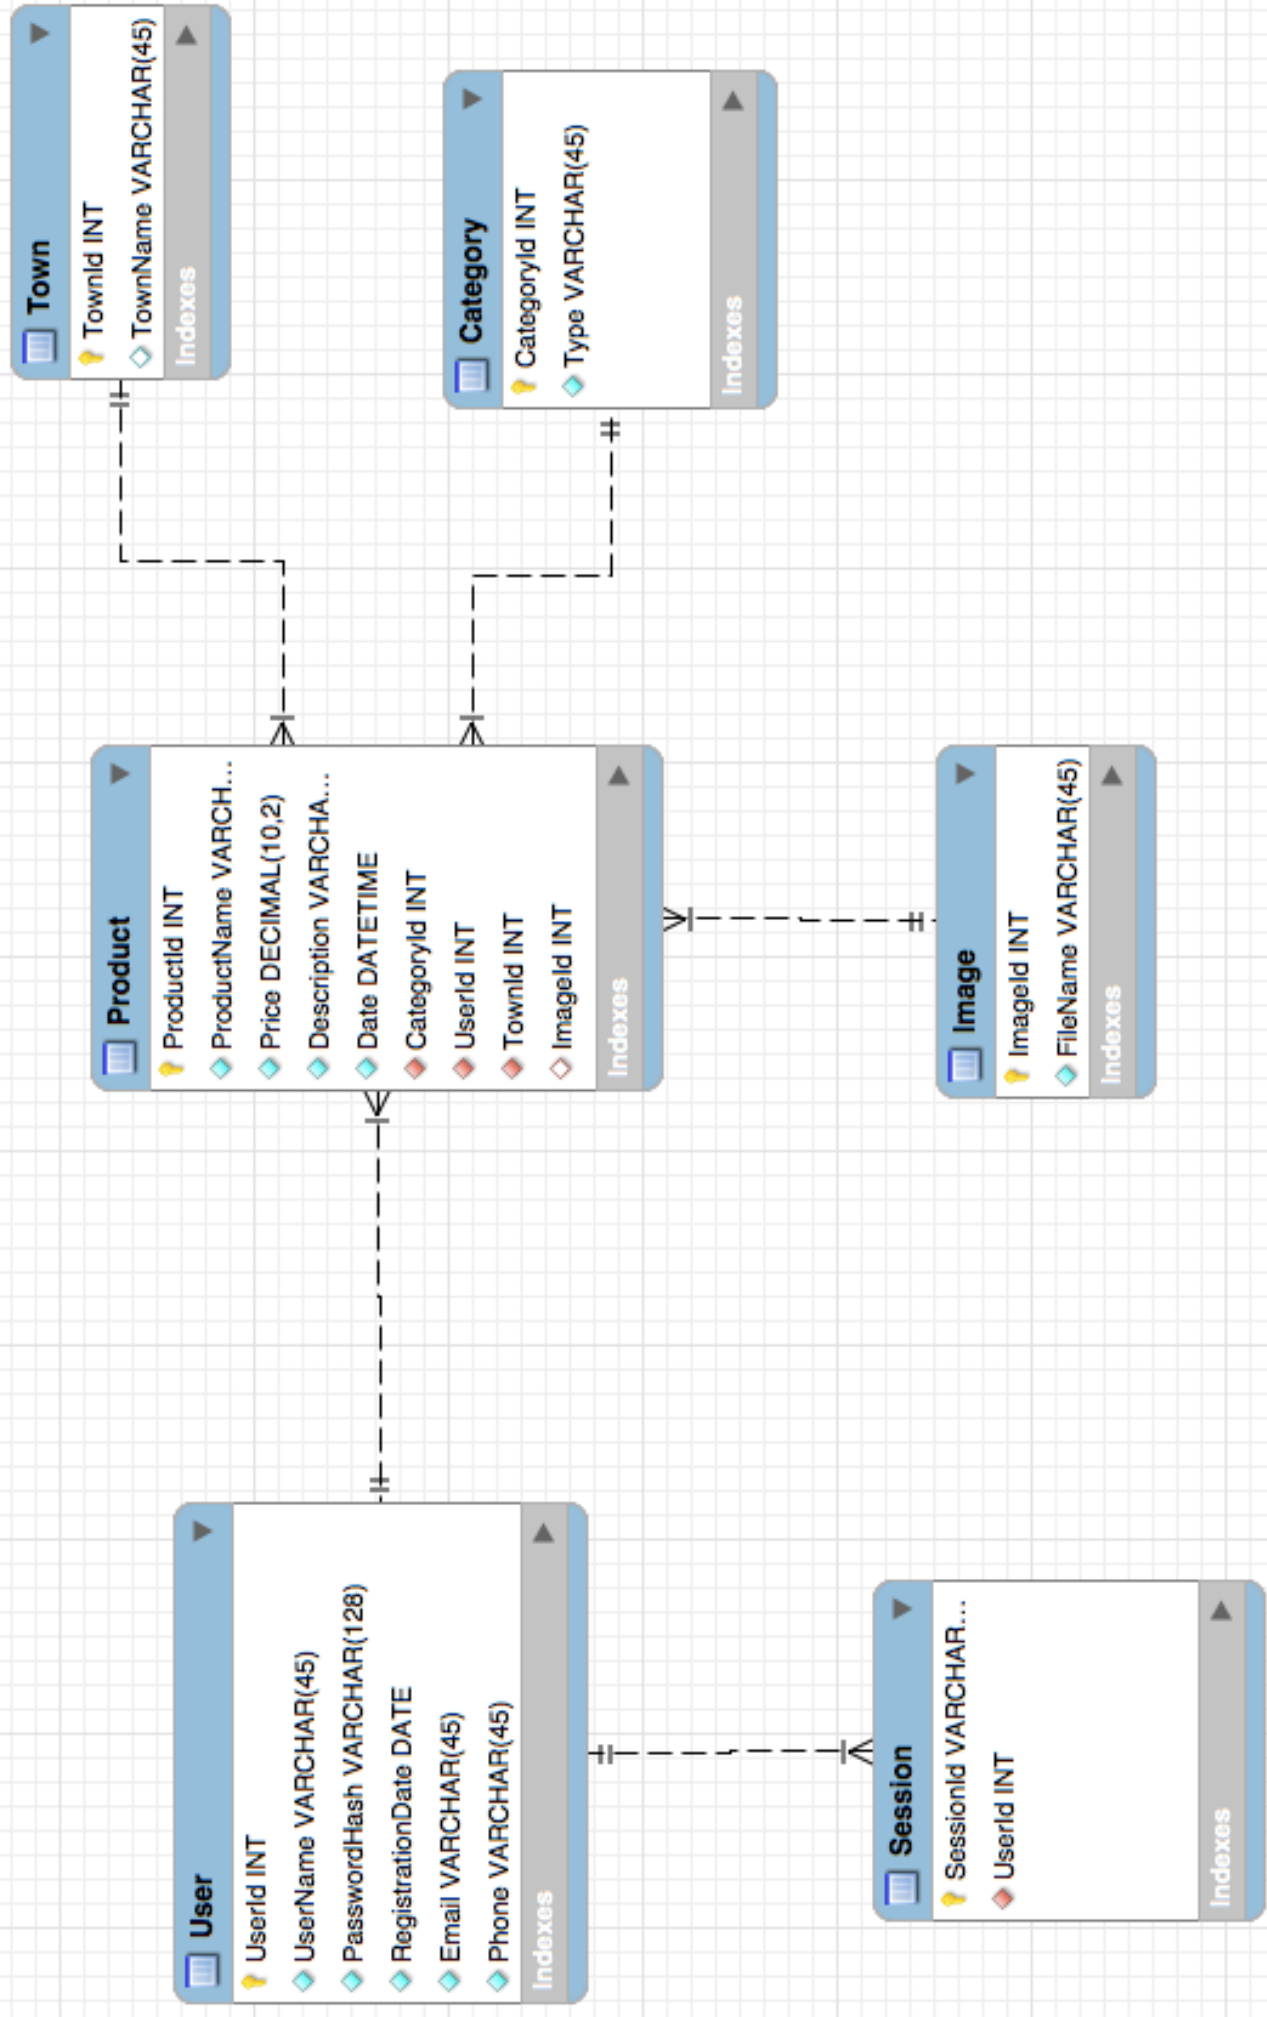 User
UserId INT
UserName VARCHAR(45)
PasswordHash VARCHAR(128)
RegistrationDate DATE
Email VARCHAR(45)
Phone VARCHAR(45)
Indexes
Session
SessionId VARCHAR...
UserId INT
Indexes
Product
ProductId INT
ProductName VARCH...
Price DECIMAL(10,2)
Description VARCHA...
Date DATETIME
CategoryId INT
UserId INT
TownId INT
ImageId INT
Indexes
Image
ImageId INT
FileName VARCHAR(45)
Indexes
Town
TownId INT
TownName VARCHAR(45)
Indexes
Category
CategoryId INT
Type VARCHAR(45)
Indexes